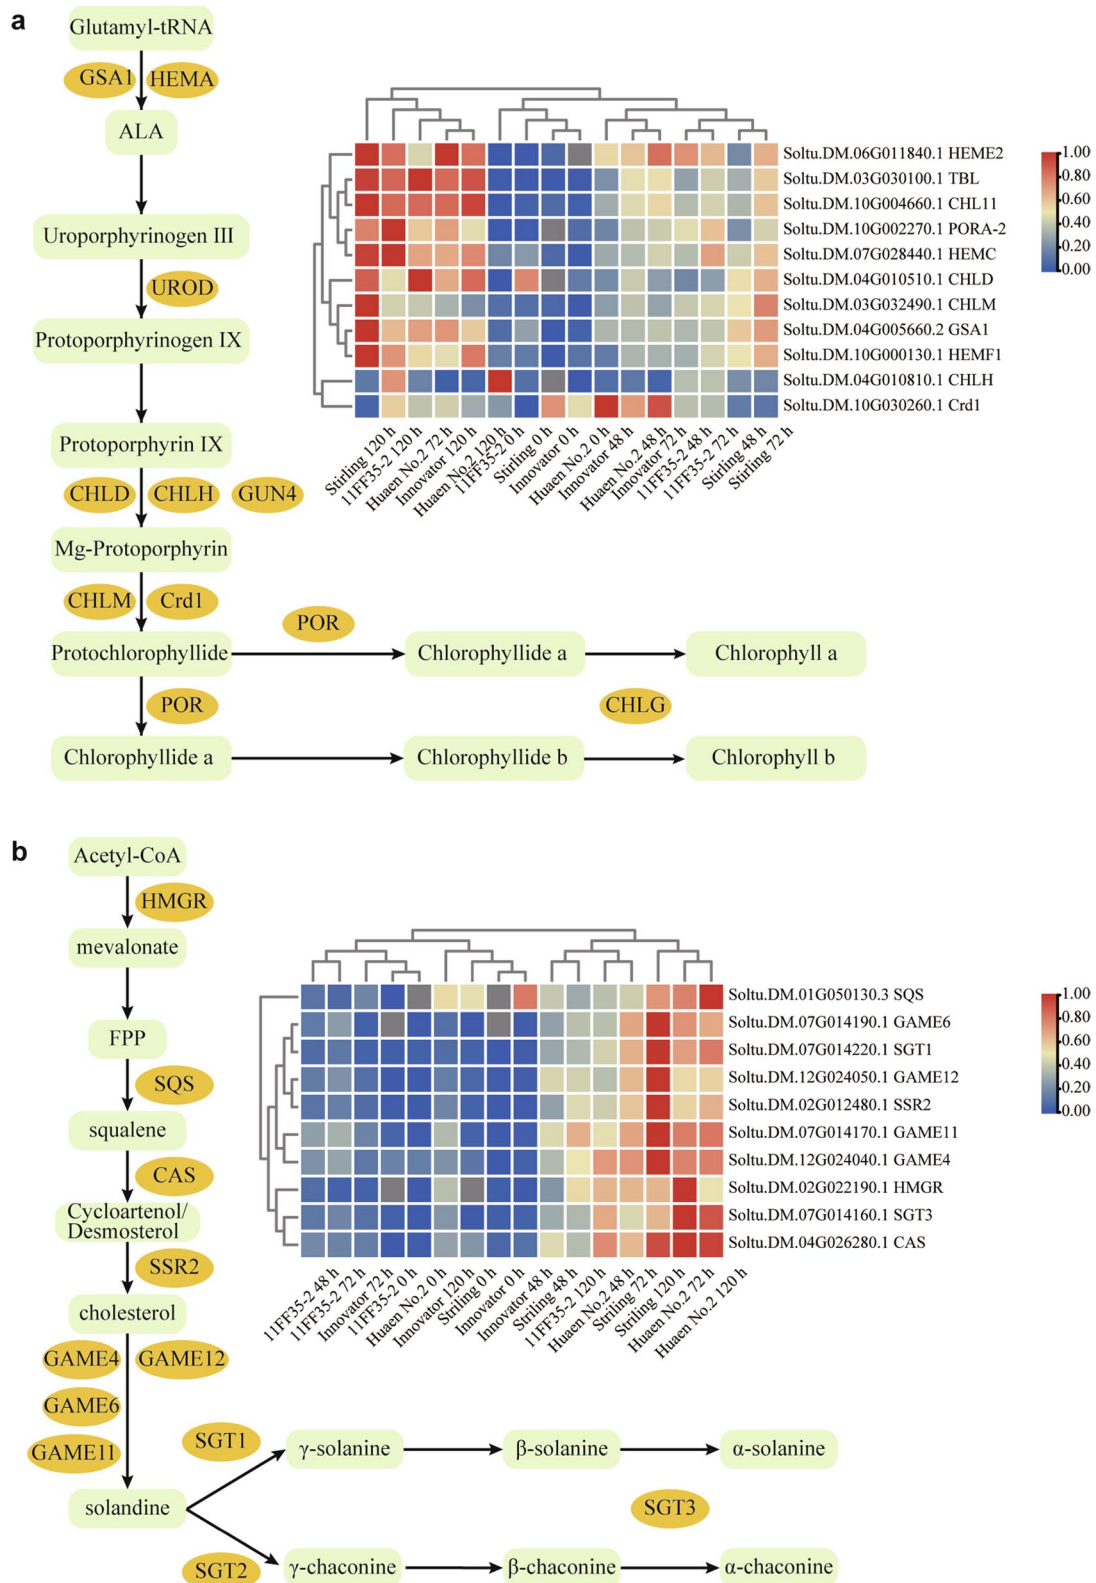 a
Glutamyl-tRNA
GSA1
HEMA
ALA
Uroporphyrinogen III
UROD
Protoporphyrinogen IX
Protoporphyrin IX
CHLD
CHLH
GUN4
Mg-Protoporphyrin
CHLM
Crd1
Protochlorophyllide
POR
Chlorophyllide a
Chlorophyll a
POR
CHLG
Chlorophyllide a
Chlorophyllide b
Chlorophyll b
Soltu.DM.06G011840.1 HEME2
Soltu.DM.03G030100.1 TBL
Soltu.DM.10G004660.1 CHL11
Soltu.DM.10G002270.1 PORA-2
Soltu.DM.07G028440.1 HEMC
Soltu.DM.04G010510.1 CHLD
Soltu.DM.03G032490.1 CHLM
Soltu.DM.04G005660.2 GSA1
Soltu.DM.10G000130.1 HEMF1
Soltu.DM.04G010810.1 CHLH
Soltu.DM.10G030260.1 Crd1
Stirling 120 h
11FF35-2 120 h
Huaen No.2 72 h
Innovator 120 h
Huaen No.2 120 h
11FF35-2 0 h
Stirling 0 h
Innovator 0 h
Huaen No.2 0 h
Innovator 48 h
Huaen No.2 48 h
Innovator 72 h
11FF35-2 48 h
11FF35-2 72 h
Stirling 48 h
Stirling 72 h
1.00
0.80
0.60
0.40
0.20
0.00
b
Acetyl-CoA
HMGR
mevalonate
FPP
SQS
squalene
CAS
Cycloartenol/
Desmosterol
SSR2
cholesterol
GAME4
GAME12
GAME6
GAME11
solandine
SGT1
γ-solanine
β-solanine
α-solanine
SGT3
SGT2
γ-chaconine
β-chaconine
α-chaconine
Soltu.DM.01G050130.3 SQS
Soltu.DM.07G014190.1 GAME6
Soltu.DM.07G014220.1 SGT1
Soltu.DM.12G024050.1 GAME12
Soltu.DM.02G012480.1 SSR2
Soltu.DM.07G014170.1 GAME11
Soltu.DM.12G024040.1 GAME4
Soltu.DM.02G022190.1 HMGR
Soltu.DM.07G014160.1 SGT3
Soltu.DM.04G026280.1 CAS
11FF35-2 48 h
11FF35-2 72 h
Innovator 72 h
11FF35-2 0 h
Huaen No.2 0 h
Innovator 120 h
Striling 0 h
Innovator 0 h
Innovator 48 h
Striling 48 h
11FF35-2 120 h
Huaen No.2 48 h
Striling 72 h
Striling 120 h
Huaen No.2 72 h
Huaen No.2 120 h
1.00
0.80
0.60
0.40
0.20
0.00